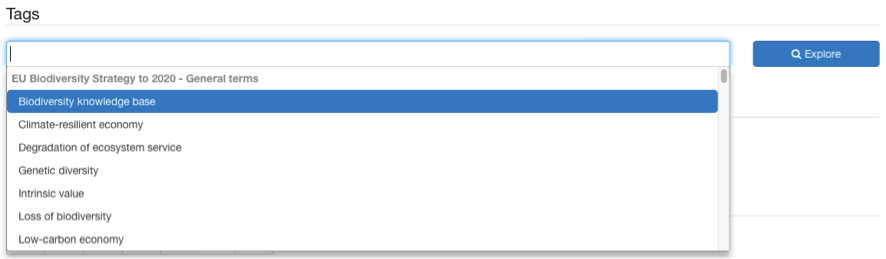 Tags
Explore
EU Biodiversity Strategy to 2020 - General terms
Biodiversity knowledge base
Climate-resilient economy
Degradation of ecosystem service
Genetic diversity
Intrinsic value
Loss of biodiversity
Low-carbon economy